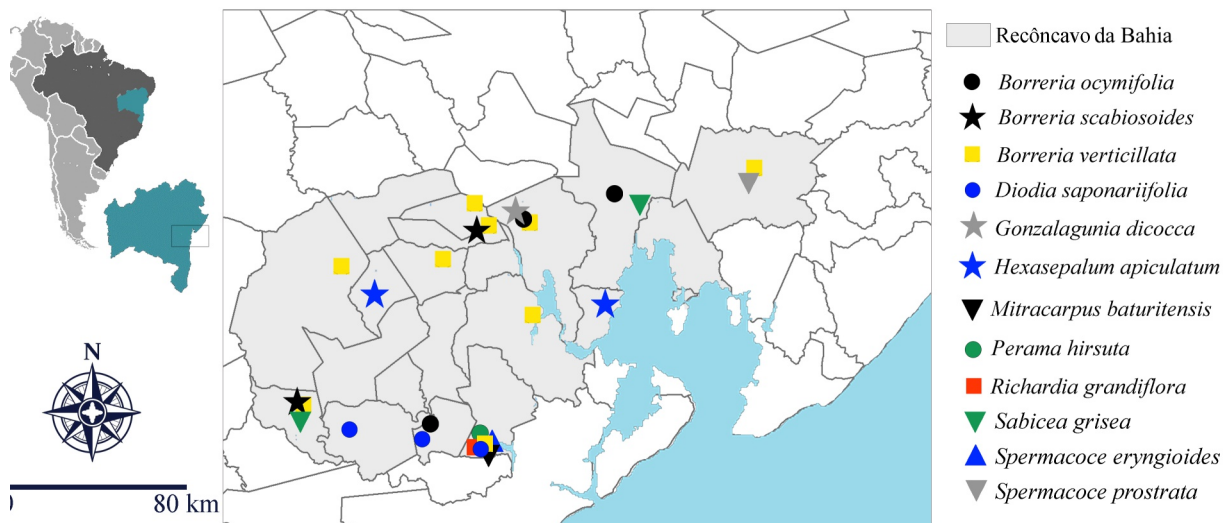 Recôncavo da Bahia
Borreria ocymifolia
Borreria scabiosoides
Borreria verticillata
Diodia saponariifolia
Gonzalagunia dicocca
Hexasepalum apiculatum
Mitracarpus baturitensis
Perama hirsuta
Richardia grandiflora
Sabicea grisea
Spermacoce eryngioides
Spermacoce prostrata
N
0 80 km